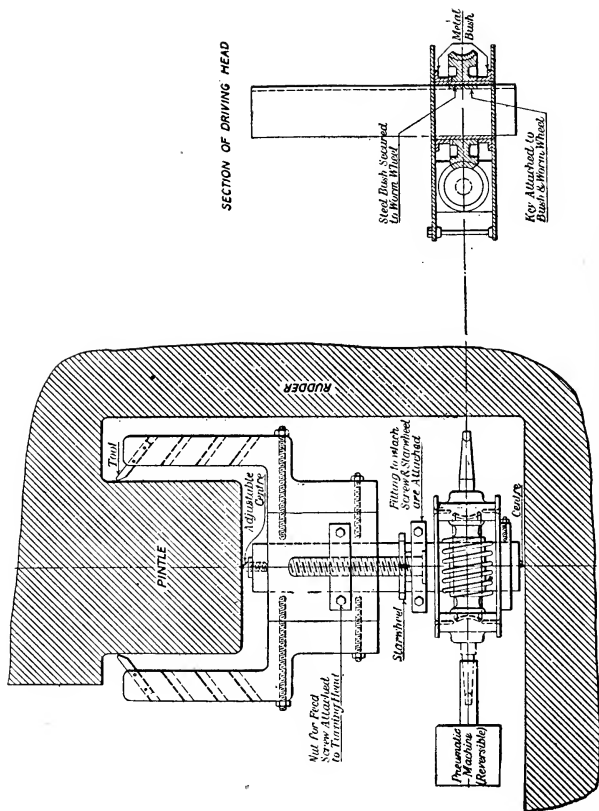 SECTION OF DRIVING HEAD
Steel Bush Secured
to Worm Wheel
Metal
Bush
Key Attached to
Bush & Worm Wheel
RUDDER
Tool
PINTLE
Adjustable
Centre
Nut For Feed
Screw Attached
to Turning Head
Starwheel
Fitting to which
Screw & Starwheel
are Attached
Centre
Pneumatic
Machine
(Reversible)